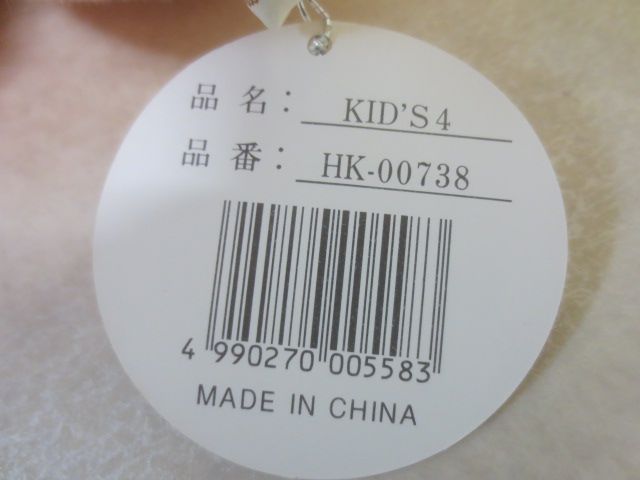 品名： KID'S 4
品番： HK-00738
4 990270 005583
MADE IN CHINA